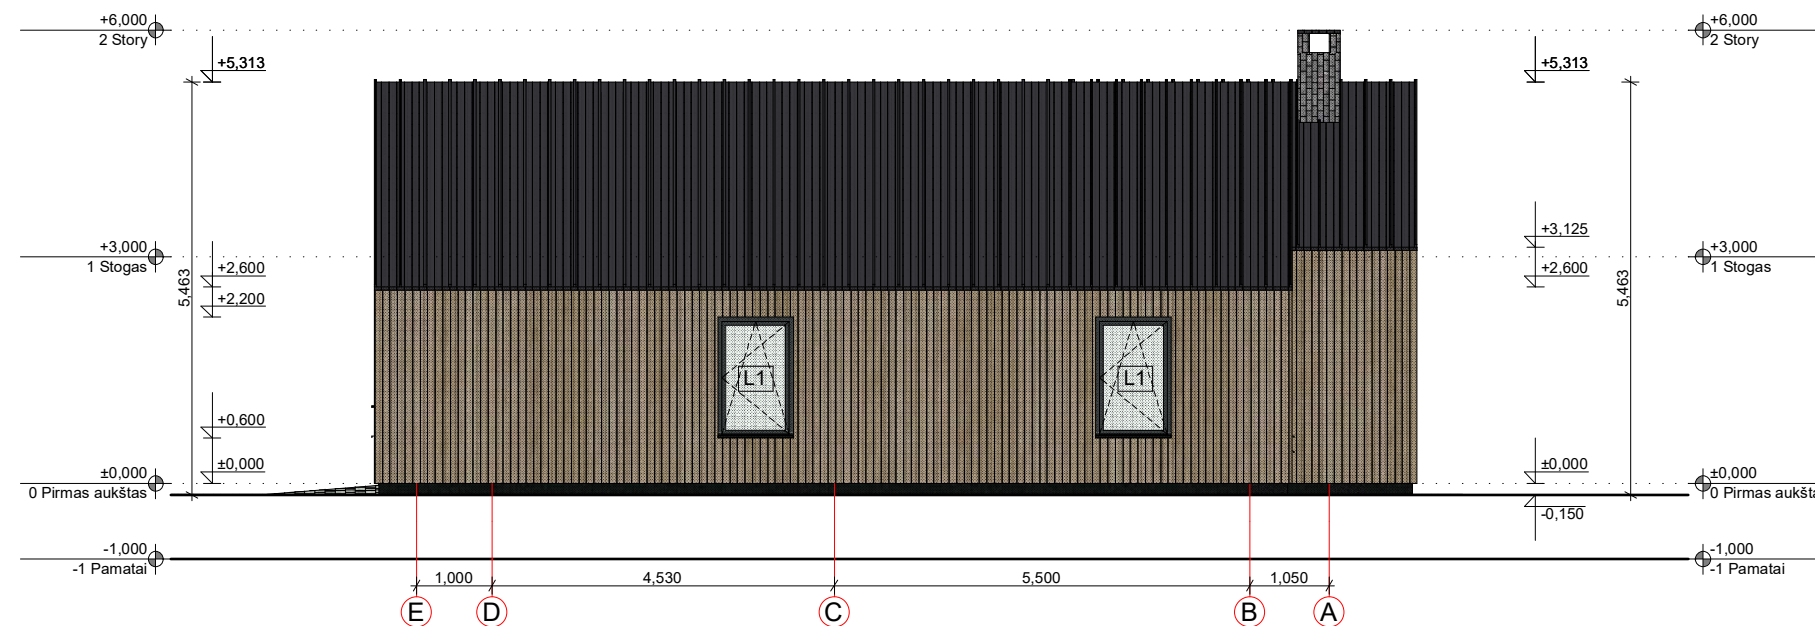 +6,000
2 Story
+5,313
+3,000
1 Stogas
+2,600
+2,200
5,463
+0,600
±0,000
±0,000
0 Pirmas aukštas
-1,000
-1 Pamatai
L1
L1
+6,000
2 Story
+5,313
+3,125
+3,000
1 Stogas
+2,600
5,463
±0,000
±0,000
0 Pirmas aukšta
-0,150
-1,000
-1 Pamatai
1,000
4,530
5,500
1,050
E
D
C
B
A